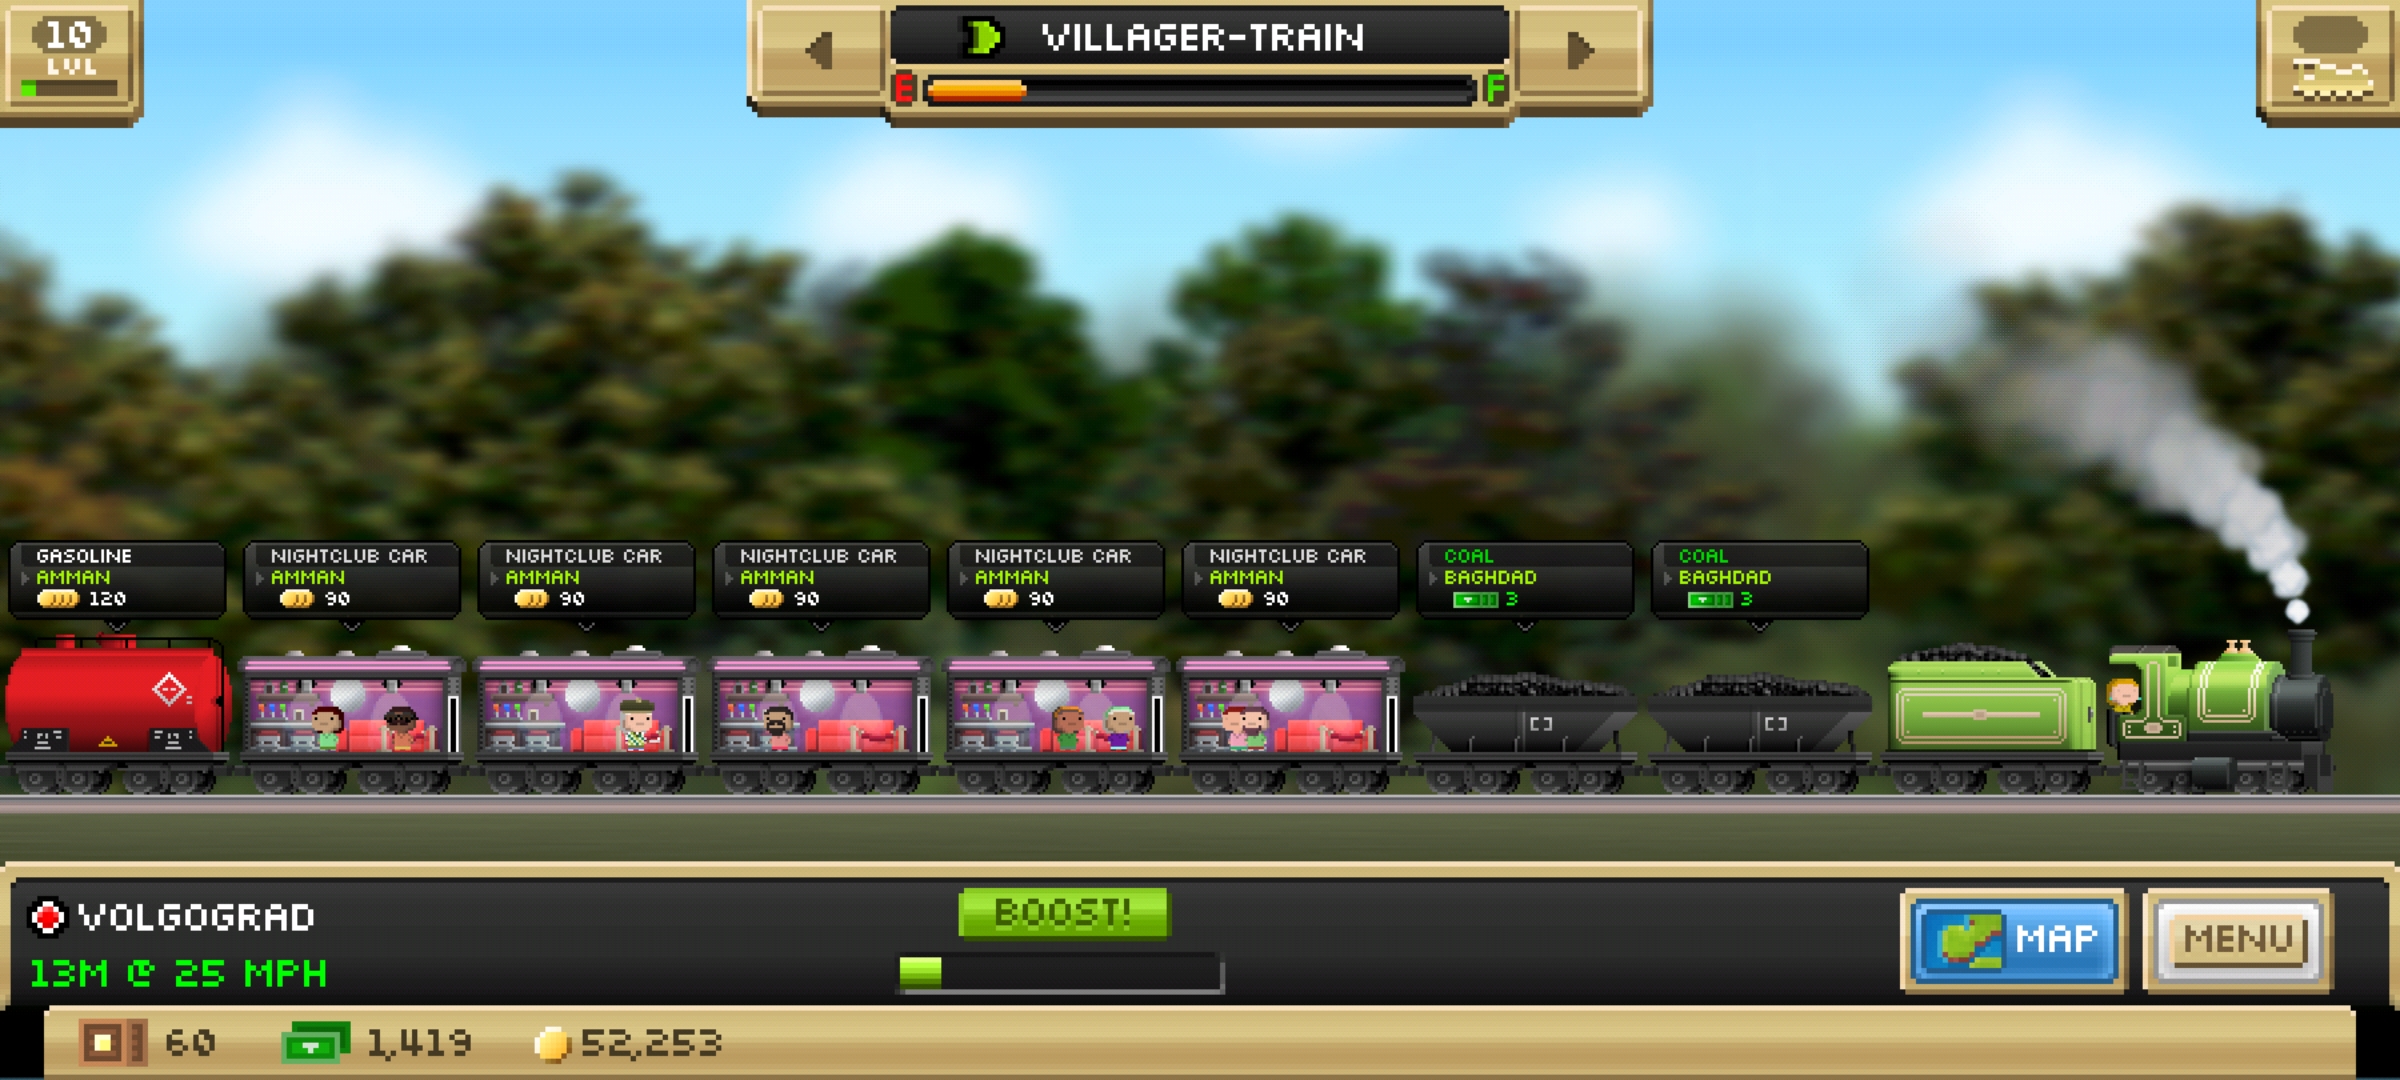 10
LVL
VILLAGER-TRAIN
E F
GASOLINE
AMMAN
120
NIGHTCLUB CAR
AMMAN
90
NIGHTCLUB CAR
AMMAN
90
NIGHTCLUB CAR
AMMAN
90
NIGHTCLUB CAR
AMMAN
90
NIGHTCLUB CAR
AMMAN
90
COAL
BAGHDAD
3
COAL
BAGHDAD
3
VOLGOGRAD
13M @ 25 MPH
BOOST!
MAP
MENU
60
1,419
52,253